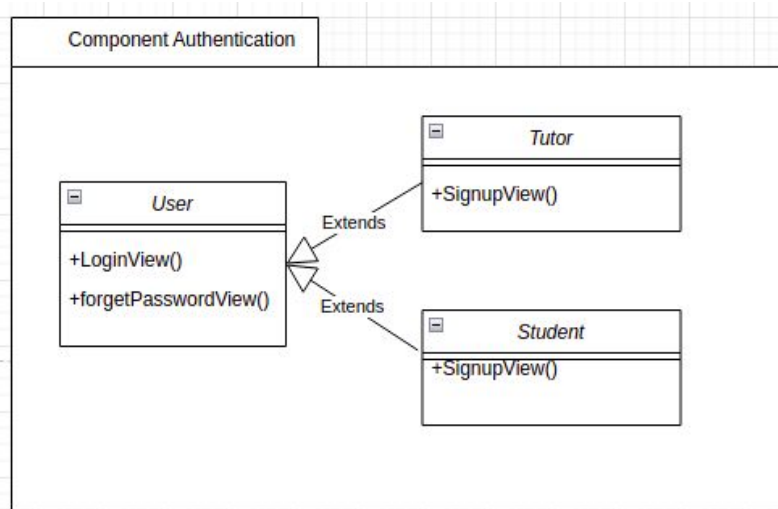 Component Authentication
User
+LoginView()
+forgetPasswordView()
Extends
Extends
Tutor
+SignupView()
Student
+SignupView()